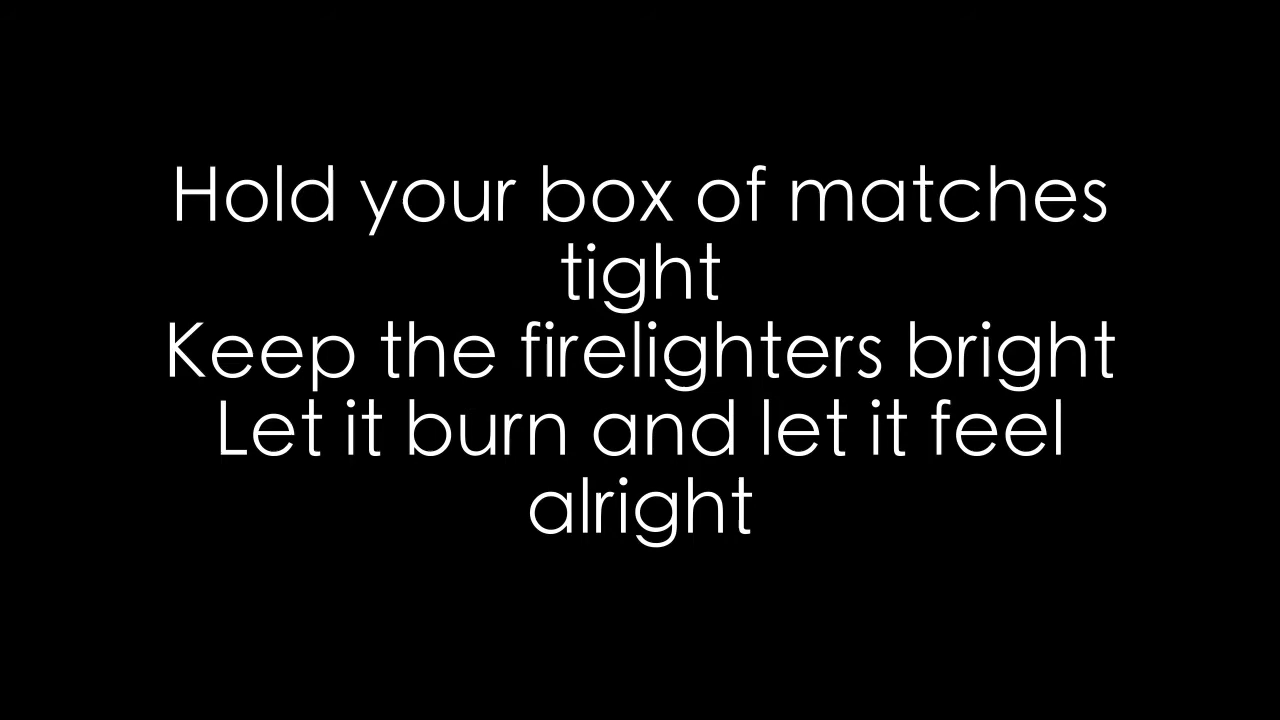 Hold your box of matches
tight
Keep the firelighters bright
Let it burn and let it feel
alright